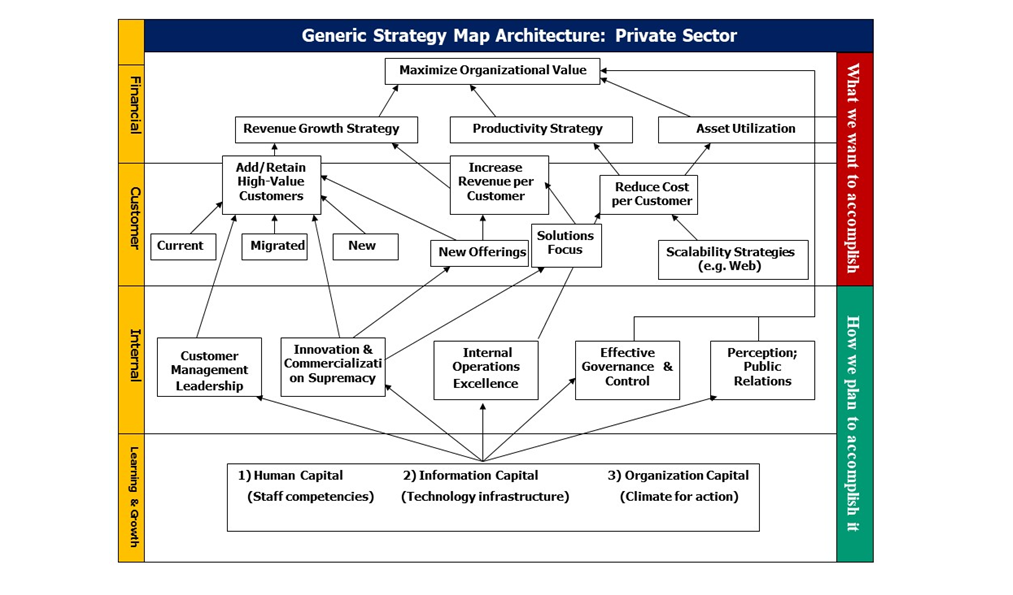 Generic Strategy Map Architecture: Private Sector
Financial
Maximize Organizational Value
Revenue Growth Strategy
Productivity Strategy
Asset Utilization
What we want to accomplish
Customer
Add/Retain
High-Value
Customers
Increase
Revenue per
Customer
Reduce Cost
per Customer
Current
Migrated
New
New Offerings
Solutions
Focus
Scalability Strategies
(e.g. Web)
Internal
Customer
Management
Leadership
Innovation &
Commercializati
on Supremacy
Internal
Operations
Excellence
Effective
Governance &
Control
Perception;
Public
Relations
How we plan to accomplish it
Learning & Growth
1) Human Capital
(Staff competencies)
2) Information Capital
(Technology infrastructure)
3) Organization Capital
(Climate for action)